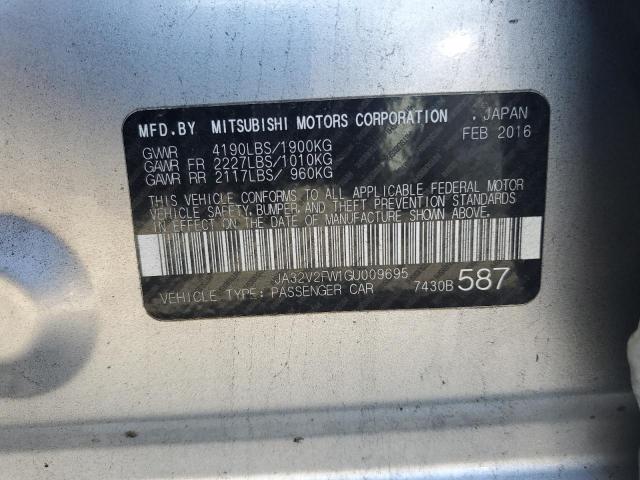 MFD.BY MITSUBISHI MOTORS CORPORATION , JAPAN
GVWR 4190LBS/1900KG FEB 2016
GAWR FR 2227LBS/1010KG
GAWR RR 2117LBS/ 960KG
THIS VEHICLE CONFORMS TO ALL APPLICABLE FEDERAL MOTOR
VEHICLE SAFETY, BUMPER, AND THEFT PREVENTION STANDARDS
IN EFFECT ON THE DATE OF MANUFACTURE SHOWN ABOVE.
JA32V2FW1GU009695
VEHICLE TYPE: PASSENGER CAR 7430B 587